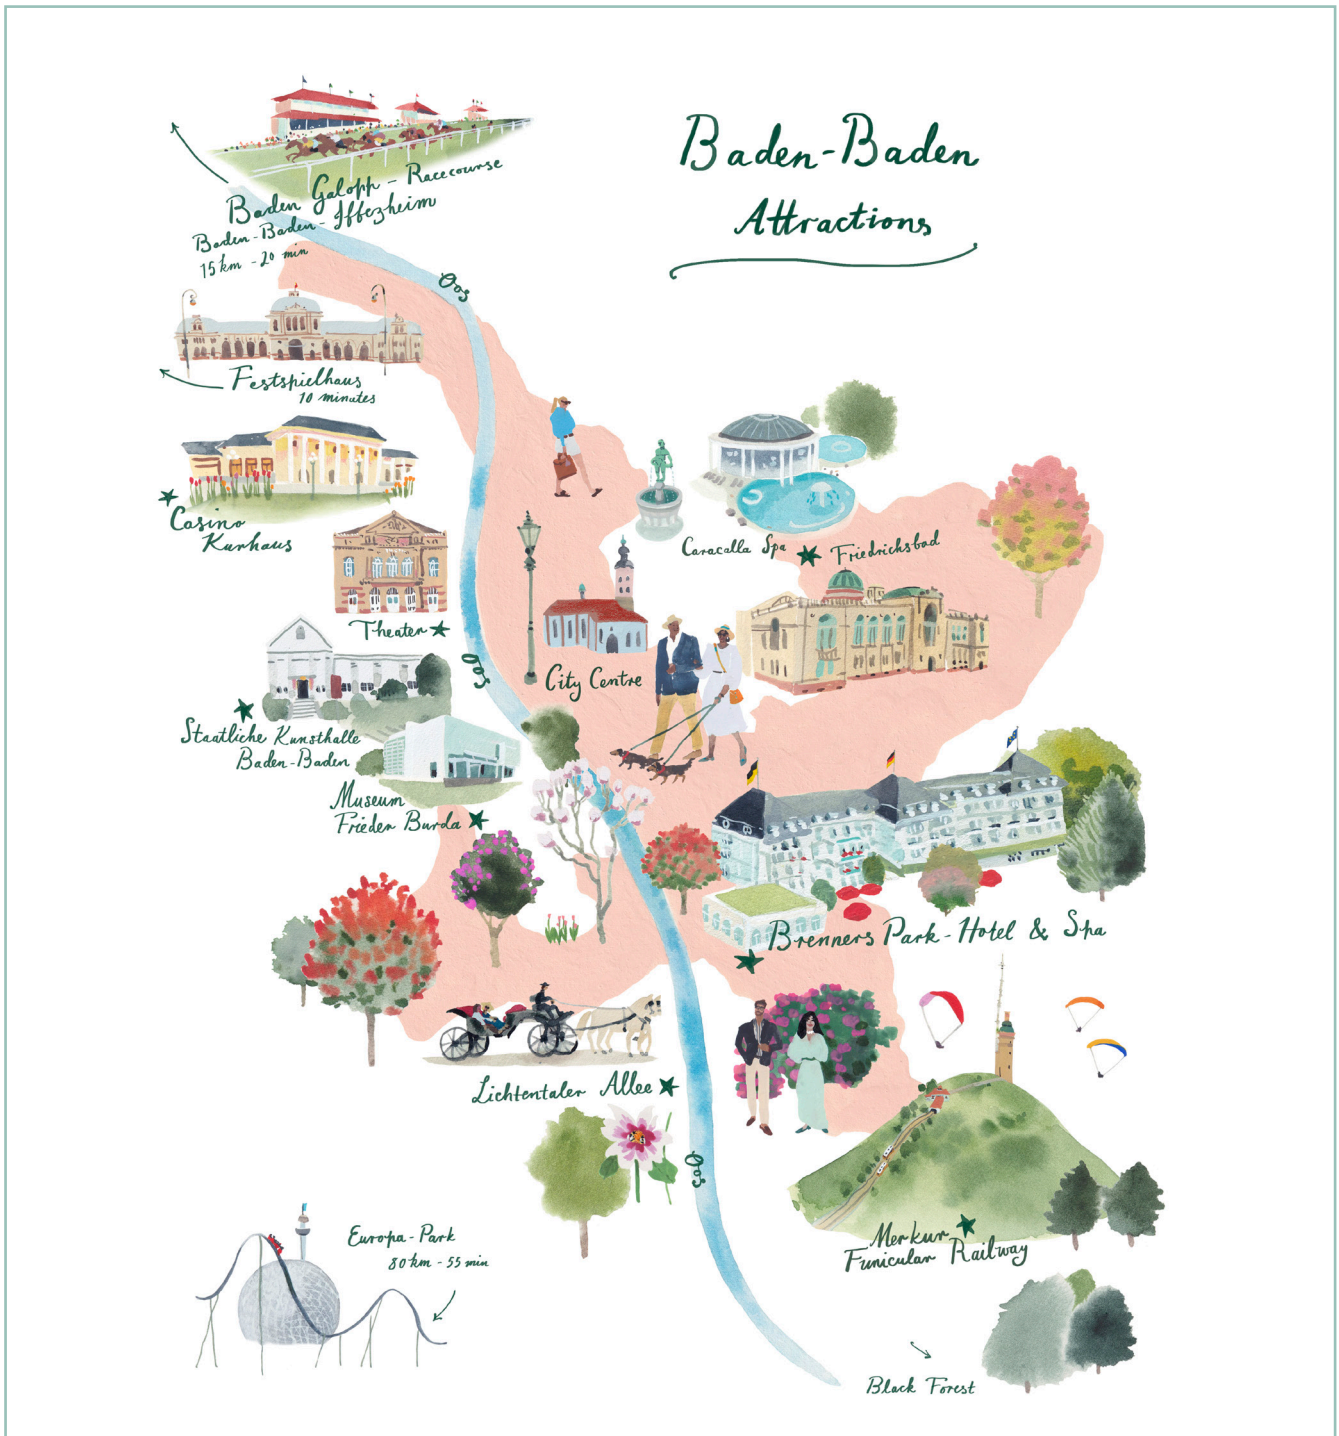 Baden-Baden
Attractions
Baden Galopp - Racecourse
Baden-Baden-Iffezheim
15 km - 20 min
Oos
Festspielhaus
10 minutes
Casino
Kurhaus
Caracalla Spa
Friedrichsbad
Theater
Oos
City Centre
Staatliche Kunsthalle
Baden-Baden
Museum
Frieder Burda
Brenners Park-Hotel & Spa
Lichtentaler Allee
Oos
Merkur
Funicular Railway
Europa-Park
80 km - 55 min
Black Forest